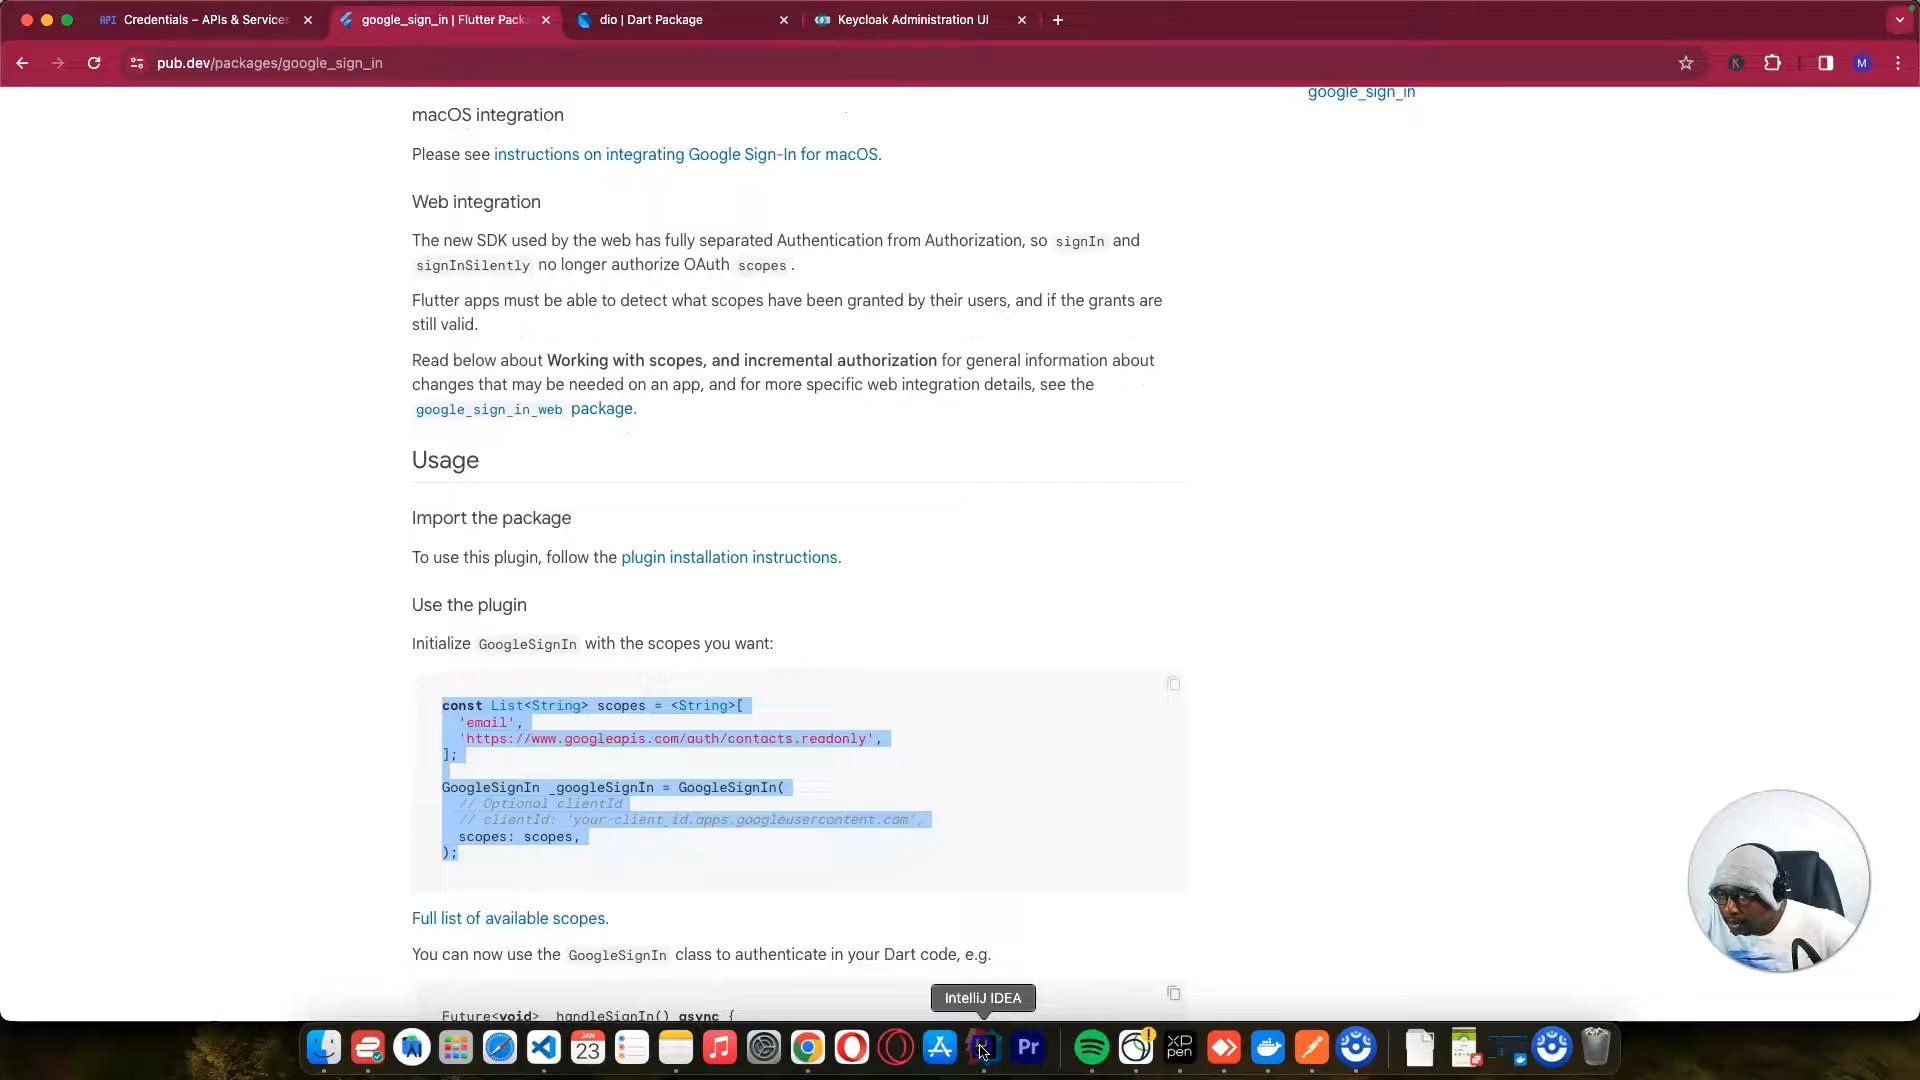 API Credentials – APIs & Services
google_sign_in | Flutter Pack
dio | Dart Package
Keycloak Administration UI
pub.dev/packages/google_sign_in
K
M
google_sign_in
macOS integration
Please see instructions on integrating Google Sign-In for macOS.
Web integration
The new SDK used by the web has fully separated Authentication from Authorization, so signIn and
signInSilently no longer authorize OAuth scopes .
Flutter apps must be able to detect what scopes have been granted by their users, and if the grants are
still valid.
Read below about Working with scopes, and incremental authorization for general information about
changes that may be needed on an app, and for more specific web integration details, see the
google_sign_in_web package.
Usage
Import the package
To use this plugin, follow the plugin installation instructions.
Use the plugin
Initialize GoogleSignIn with the scopes you want:
const List<String> scopes = <String>[
'email',
'https://www.googleapis.com/auth/contacts.readonly',
];
GoogleSignIn _googleSignIn = GoogleSignIn(
// Optional clientId
// clientId: 'your-client_id.apps.googleusercontent.com',
scopes: scopes,
);
Full list of available scopes.
You can now use the GoogleSignIn class to authenticate in your Dart code, e.g.
IntelliJ IDEA
Future<void> _handleSignIn() async {
JAN
23
Pr
XP
pen